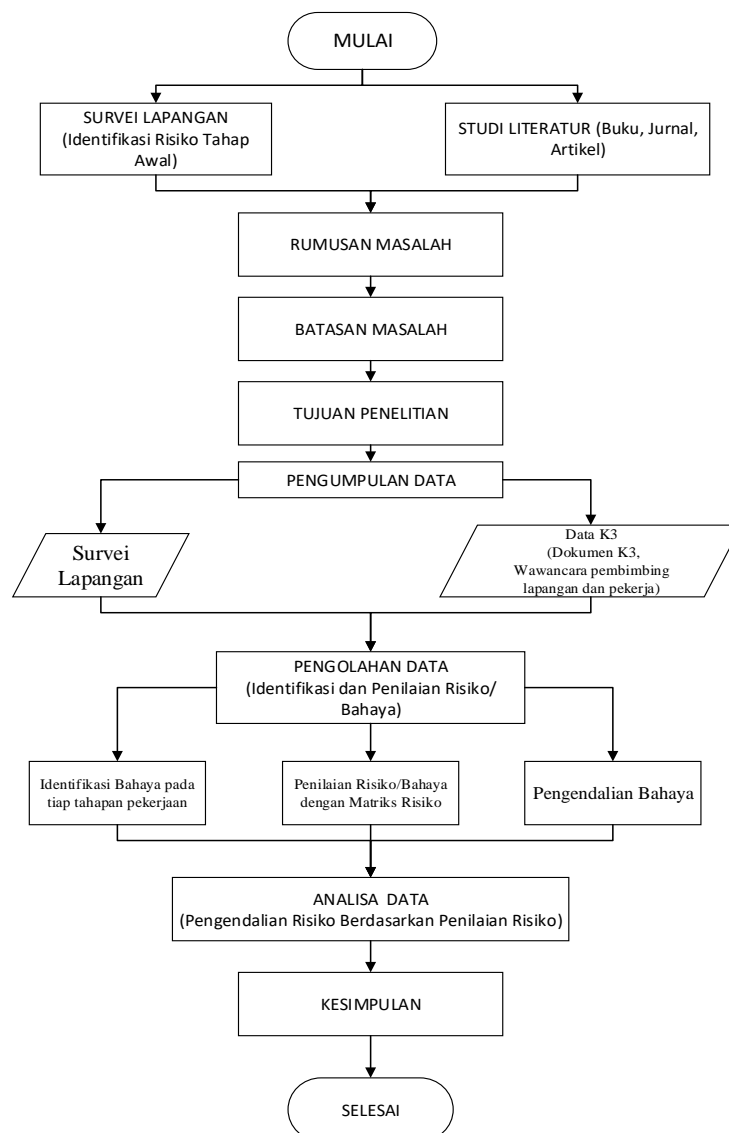 MULAI
SURVEI LAPANGAN
(Identifikasi Risiko Tahap
Awal)
STUDI LITERATUR (Buku, Jurnal,
Artikel)
RUMUSAN MASALAH
BATASAN MASALAH
TUJUAN PENELITIAN
PENGUMPULAN DATA
Survei
Lapangan
Data K3
(Dokumen K3,
Wawancara pembimbing
lapangan dan pekerja)
PENGOLAHAN DATA
(Identifikasi dan Penilaian Risiko/
Bahaya)
Identifikasi Bahaya pada
tiap tahapan pekerjaan
Penilaian Risiko/Bahaya
dengan Matriks Risiko
Pengendalian Bahaya
ANALISA DATA
(Pengendalian Risiko Berdasarkan Penilaian Risiko)
KESIMPULAN
SELESAI